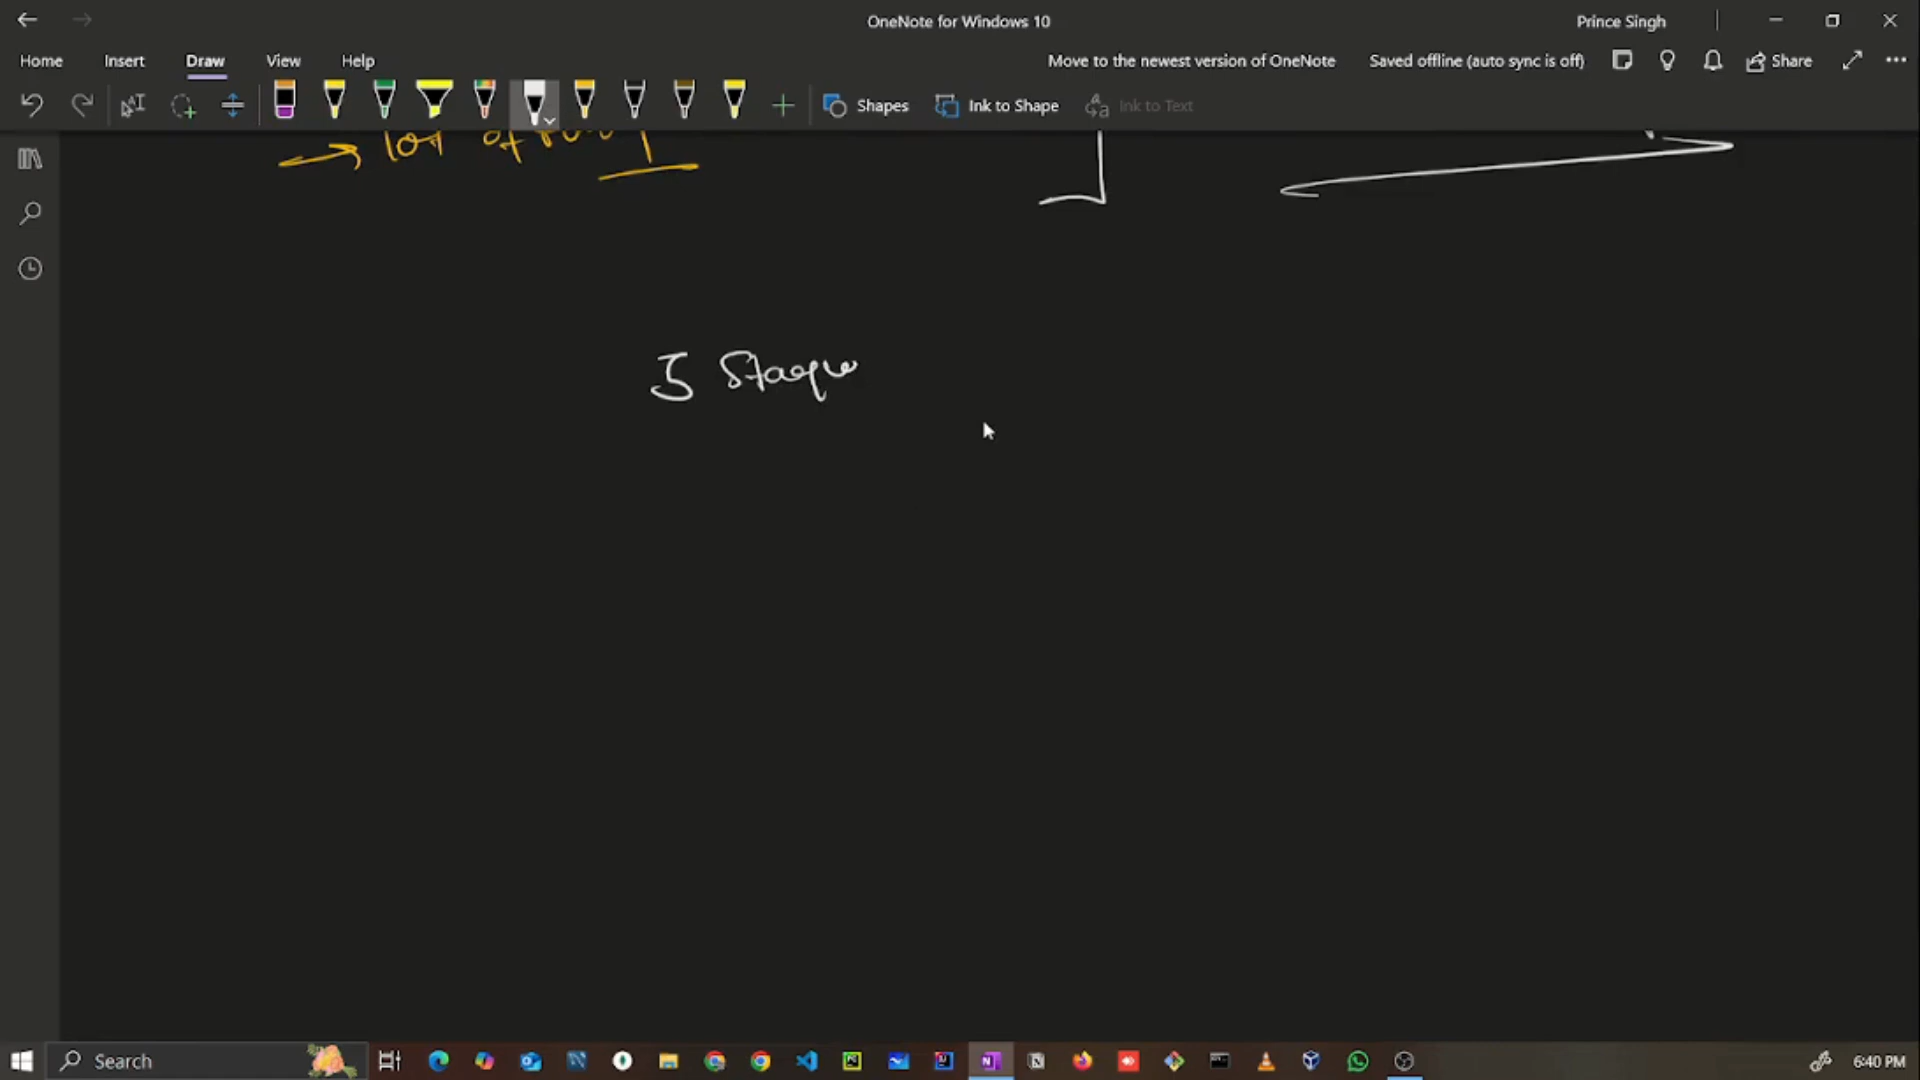 OneNote for Windows 10
Prince Singh
Home Insert Draw View Help
Move to the newest version of OneNote Saved offline (auto sync is off) Share
Shapes Ink to Shape Ink to Text
lot of
5 Stages
Search
6:40 PM